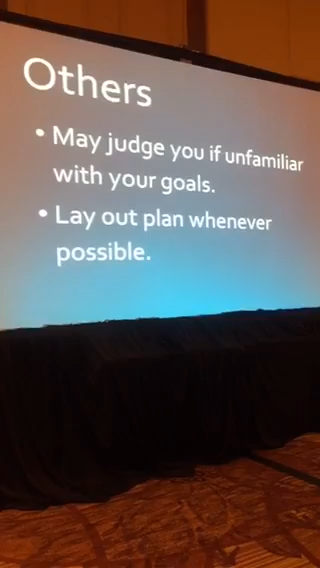 Others
• May judge you if unfamiliar
with your goals.
• Lay out plan whenever
possible.